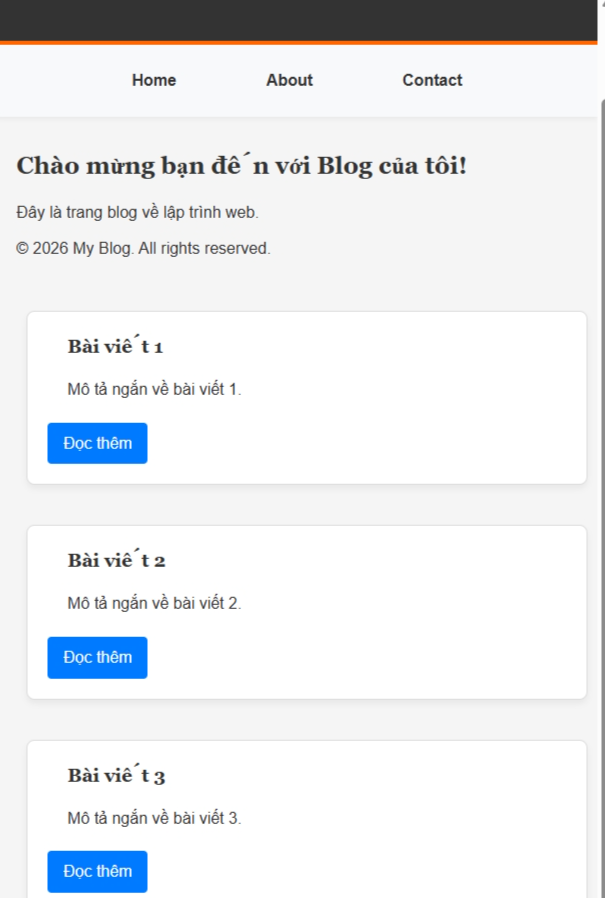 Home About Contact
Chào mừng bạn đến với Blog của tôi!
Đây là trang blog về lập trình web.
© 2026 My Blog. All rights reserved.
Bài viết 1
Mô tả ngắn về bài viết 1.
Đọc thêm
Bài viết 2
Mô tả ngắn về bài viết 2.
Đọc thêm
Bài viết 3
Mô tả ngắn về bài viết 3.
Đọc thêm